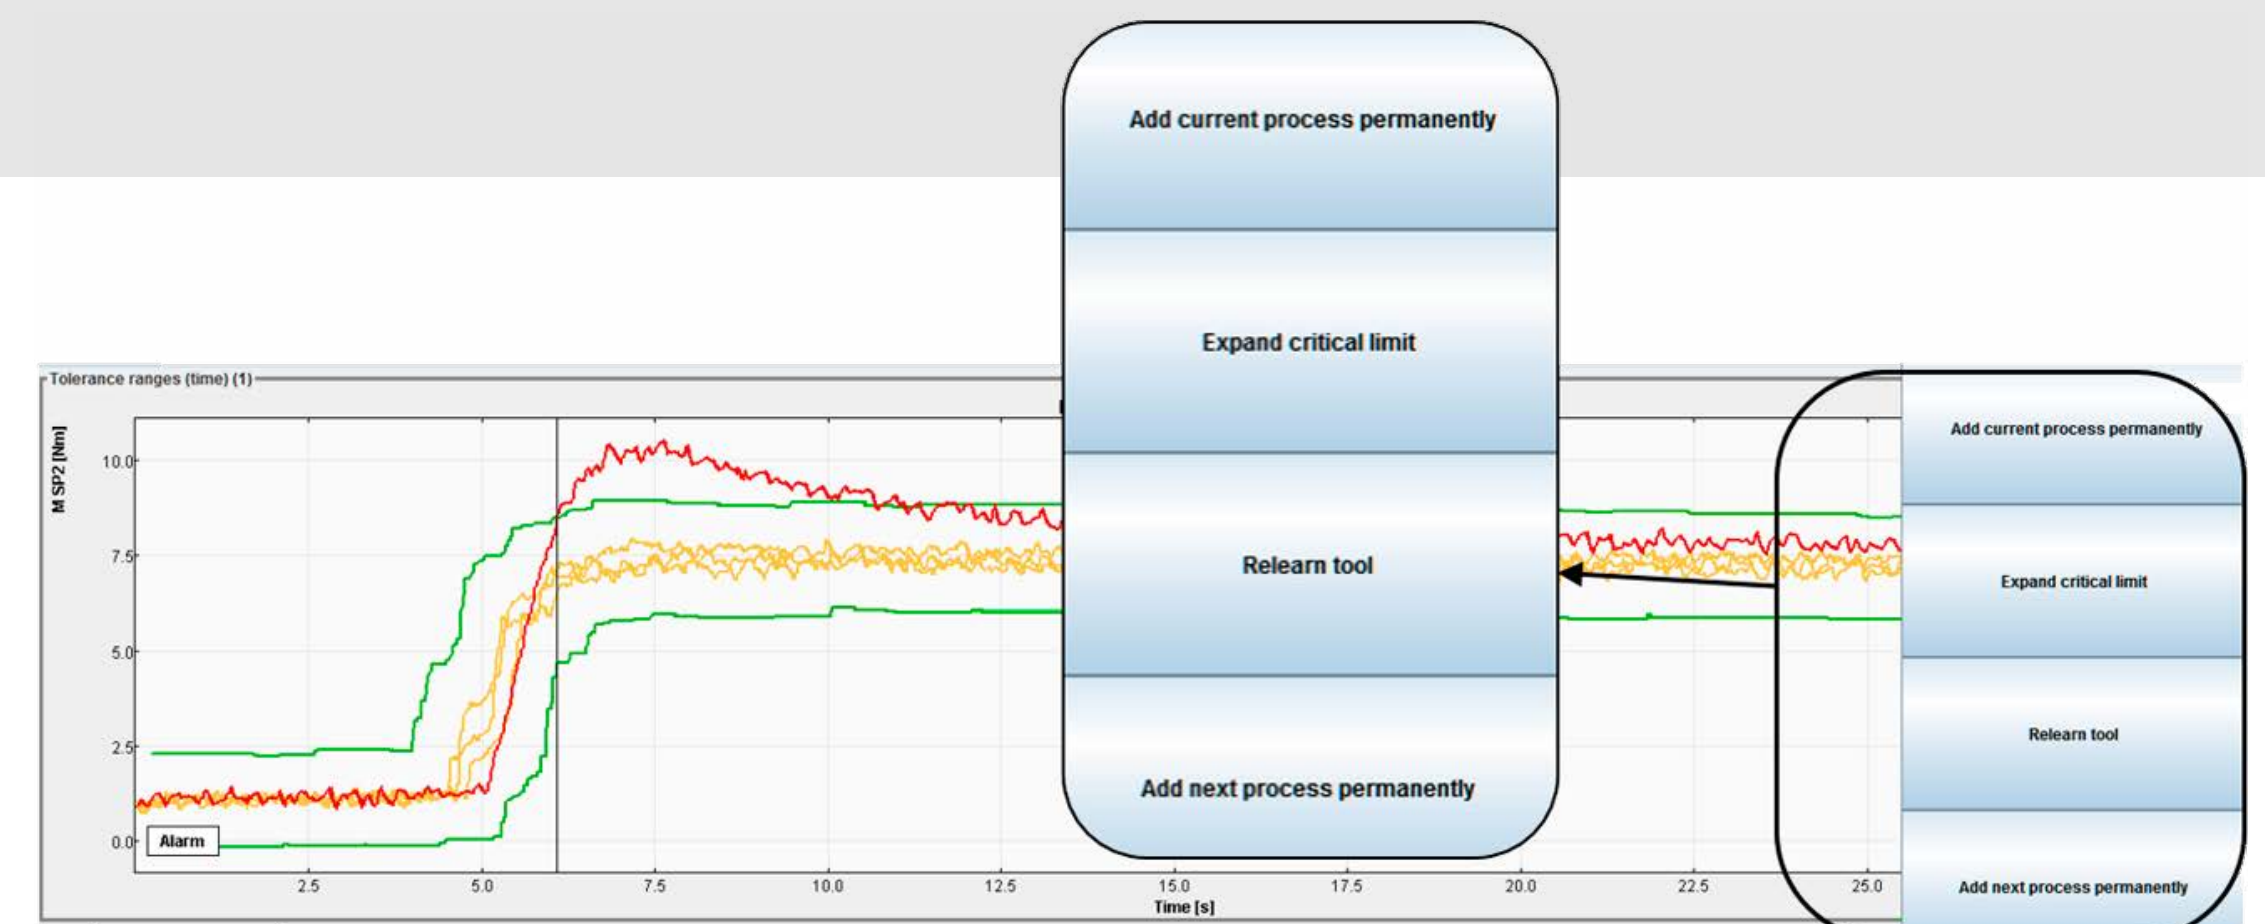 Add current process permanently
Expand critical limit
Relearn tool
Add next process permanently
Tolerance ranges (time) (1)
M SP2 [Nm]
10.0
7.5
5.0
2.5
0.0
Alarm
2.5
5.0
7.5
10.0
12.5
15.0
17.5
20.0
22.5
25.0
Time [s]
Add current process permanently
Expand critical limit
Relearn tool
Add next process permanently